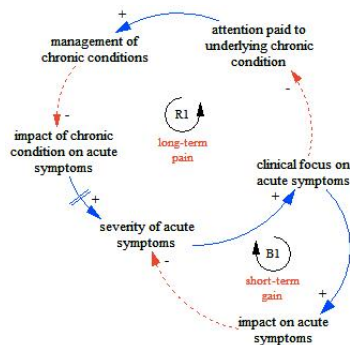 +
management of
chronic conditions
attention paid to
underlying chronic
condition
-
-
R1
long-term
pain
impact of chronic
condition on acute
symptoms
clinical focus on
acute symptoms
+
+
severity of acute
symptoms
-
B1
short-term
gain
+
impact on acute
symptoms